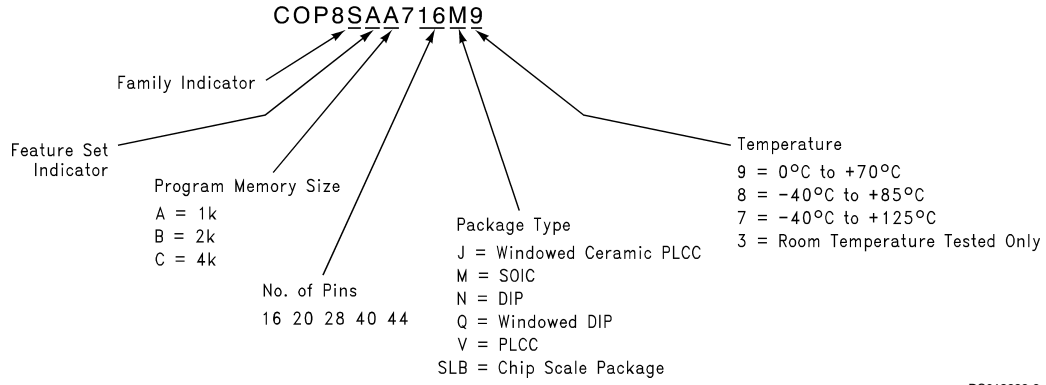 COP8SAA716M9
Family Indicator
Feature Set
Indicator
Program Memory Size
A = 1k
B = 2k
C = 4k
No. of Pins
16 20 28 40 44
Package Type
J = Windowed Ceramic PLCC
M = SOIC
N = DIP
Q = Windowed DIP
V = PLCC
SLB = Chip Scale Package
Temperature
9 = 0°C to +70°C
8 = −40°C to +85°C
7 = −40°C to +125°C
3 = Room Temperature Tested Only